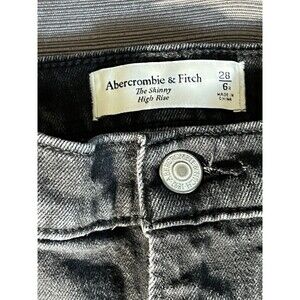 Abercrombie & Fitch
The Skinny
High Rise
28
6
MADE IN
CHINA